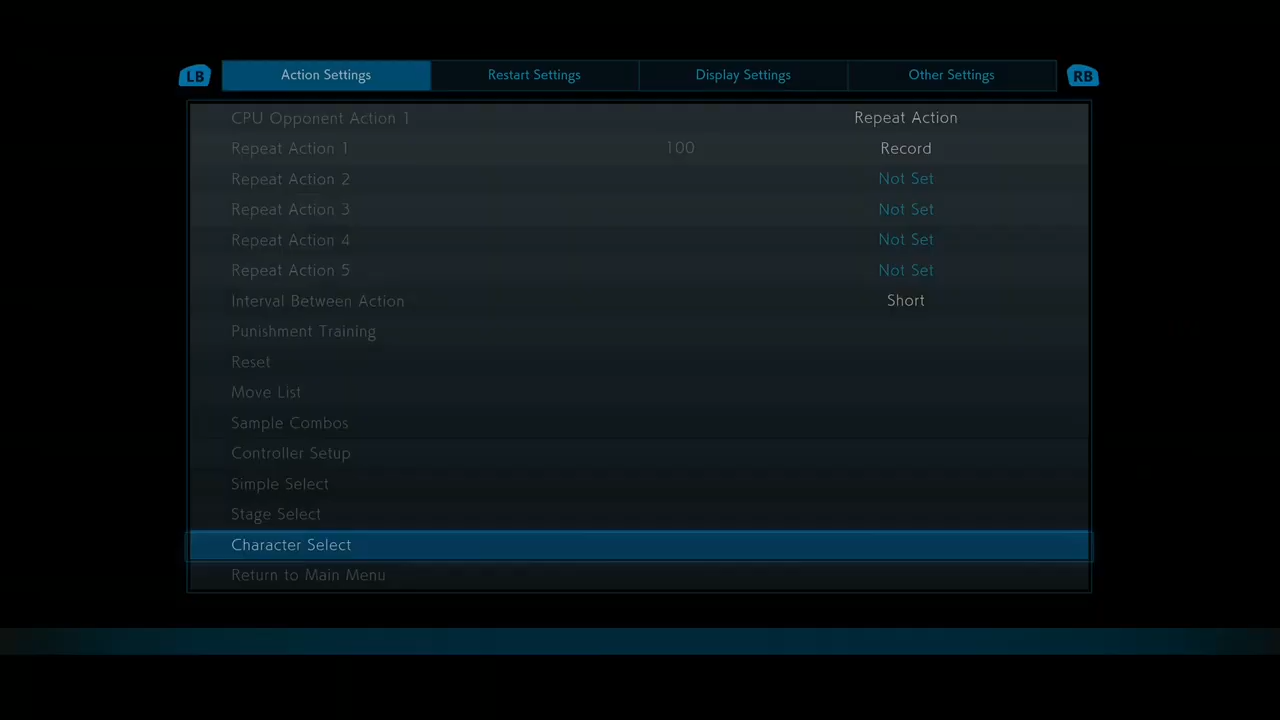 LB Action Settings Restart Settings Display Settings Other Settings RB
CPU Opponent Action 1 Repeat Action
Repeat Action 1 100 Record
Repeat Action 2 Not Set
Repeat Action 3 Not Set
Repeat Action 4 Not Set
Repeat Action 5 Not Set
Interval Between Action Short
Punishment Training
Reset
Move List
Sample Combos
Controller Setup
Simple Select
Stage Select
Character Select
Return to Main Menu